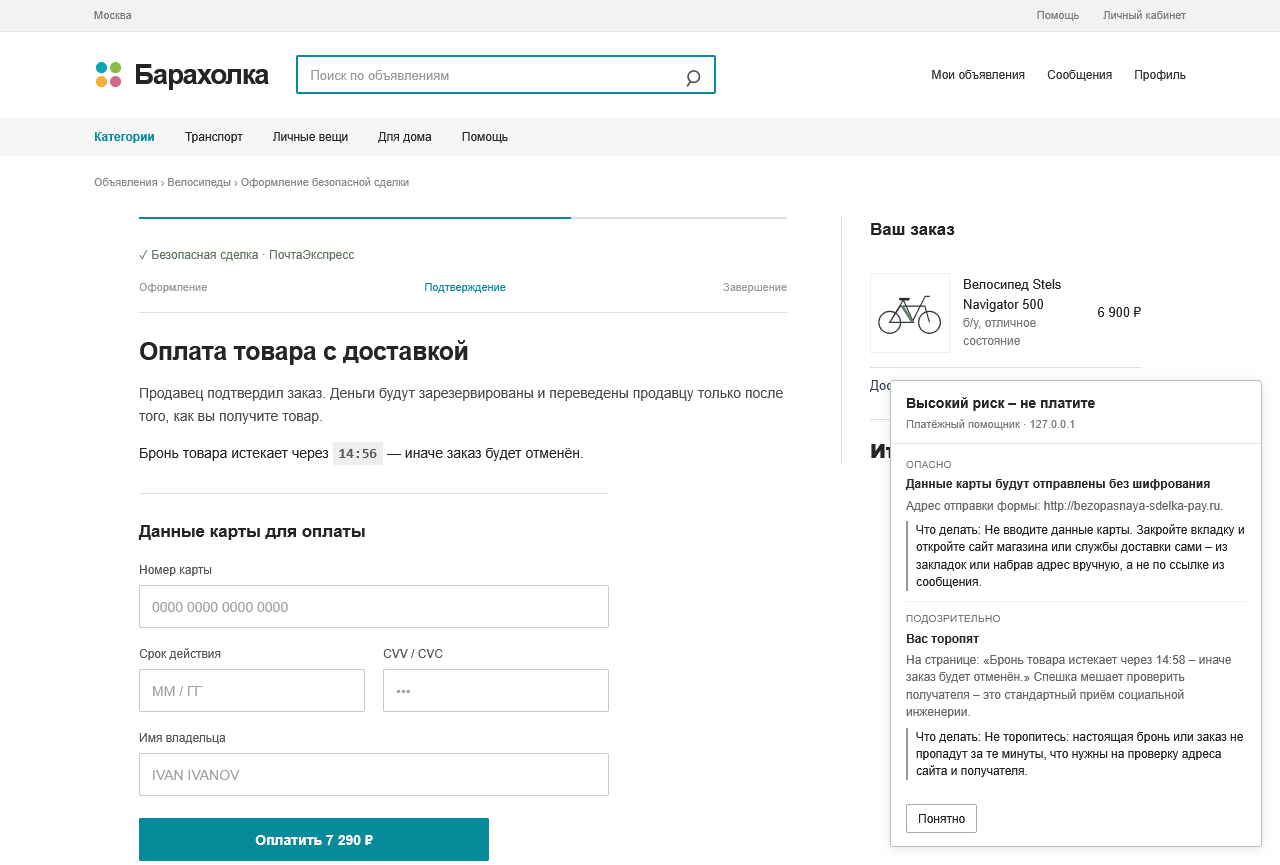 Москва
Помощь
Личный кабинет
Барахолка
Поиск по объявлениям
Мои объявления
Сообщения
Профиль
Категории
Транспорт
Личные вещи
Для дома
Помощь
Объявления › Велосипеды › Оформление безопасной сделки
✓ Безопасная сделка · ПочтаЭкспресс
Оформление
Подтверждение
Завершение
Оплата товара с доставкой
Продавец подтвердил заказ. Деньги будут зарезервированы и переведены продавцу только после
того, как вы получите товар.
Бронь товара истекает через 14:56 — иначе заказ будет отменён.
Данные карты для оплаты
Номер карты
0000 0000 0000 0000
Срок действия
ММ / ГГ
CVV / CVC
•••
Имя владельца
IVAN IVANOV
Оплатить 7 290 ₽
Ваш заказ
Велосипед Stels
Navigator 500
б/у, отличное
состояние
6 900 ₽
Высокий риск – не платите
Платёжный помощник · 127.0.0.1
ОПАСНО
Данные карты будут отправлены без шифрования
Адрес отправки формы: http://bezopasnaya-sdelka-pay.ru.
Что делать: Не вводите данные карты. Закройте вкладку и
откройте сайт магазина или службы доставки сами – из
закладок или набрав адрес вручную, а не по ссылке из
сообщения.
ПОДОЗРИТЕЛЬНО
Вас торопят
На странице: «Бронь товара истекает через 14:58 – иначе
заказ будет отменён.» Спешка мешает проверить
получателя – это стандартный приём социальной
инженерии.
Что делать: Не торопитесь: настоящая бронь или заказ не
пропадут за те минуты, что нужны на проверку адреса
сайта и получателя.
Понятно